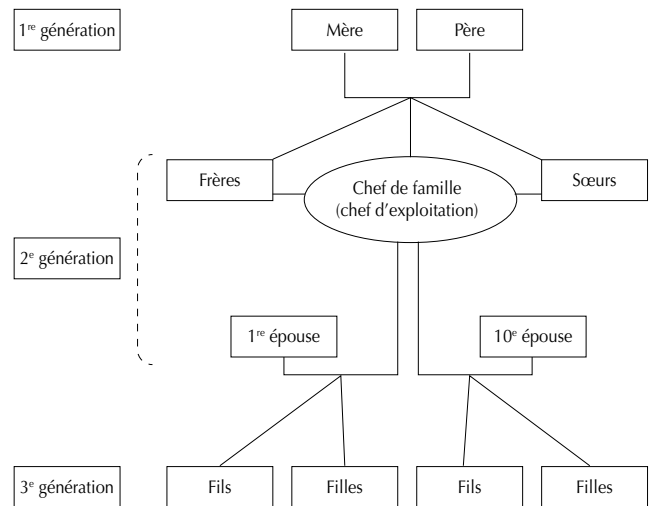 1re génération
Mère
Père
Frères
Chef de famille
(chef d'exploitation)
Sœurs
2e génération
1re épouse
10e épouse
3e génération
Fils
Filles
Fils
Filles